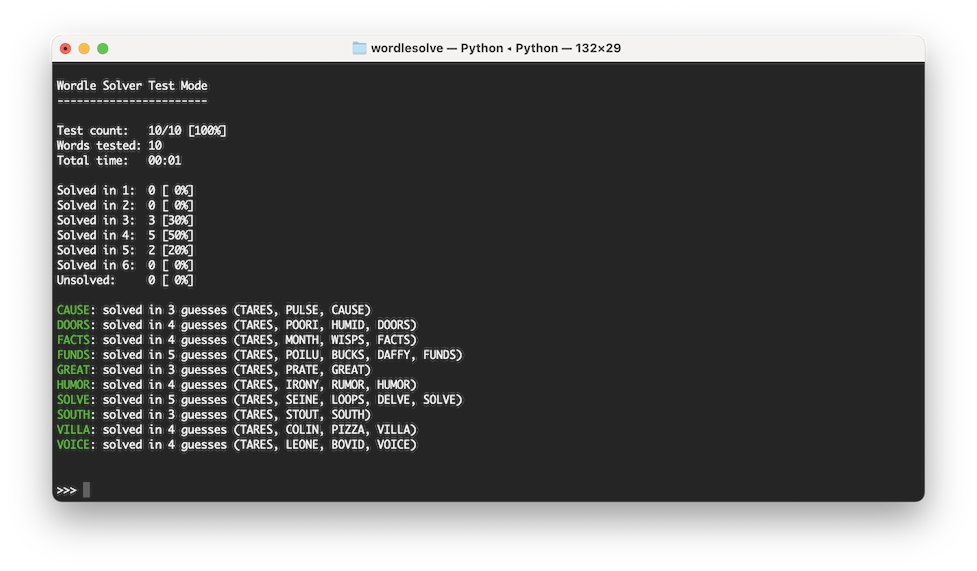 wordlesolve — Python ◂ Python — 132×29
Wordle Solver Test Mode
-----------------------
Test count:   10/10 [100%]
Words tested: 10
Total time:   00:01
Solved in 1:  0 [ 0%]
Solved in 2:  0 [ 0%]
Solved in 3:  3 [30%]
Solved in 4:  5 [50%]
Solved in 5:  2 [20%]
Solved in 6:  0 [ 0%]
Unsolved:     0 [ 0%]
CAUSE: solved in 3 guesses (TARES, PULSE, CAUSE)
DOORS: solved in 4 guesses (TARES, POORI, HUMID, DOORS)
FACTS: solved in 4 guesses (TARES, MONTH, WISPS, FACTS)
FUNDS: solved in 5 guesses (TARES, POILU, BUCKS, DAFFY, FUNDS)
GREAT: solved in 3 guesses (TARES, PRATE, GREAT)
HUMOR: solved in 4 guesses (TARES, IRONY, RUMOR, HUMOR)
SOLVE: solved in 5 guesses (TARES, SEINE, LOOPS, DELVE, SOLVE)
SOUTH: solved in 3 guesses (TARES, STOUT, SOUTH)
VILLA: solved in 4 guesses (TARES, COLIN, PIZZA, VILLA)
VOICE: solved in 4 guesses (TARES, LEONE, BOVID, VOICE)
>>>